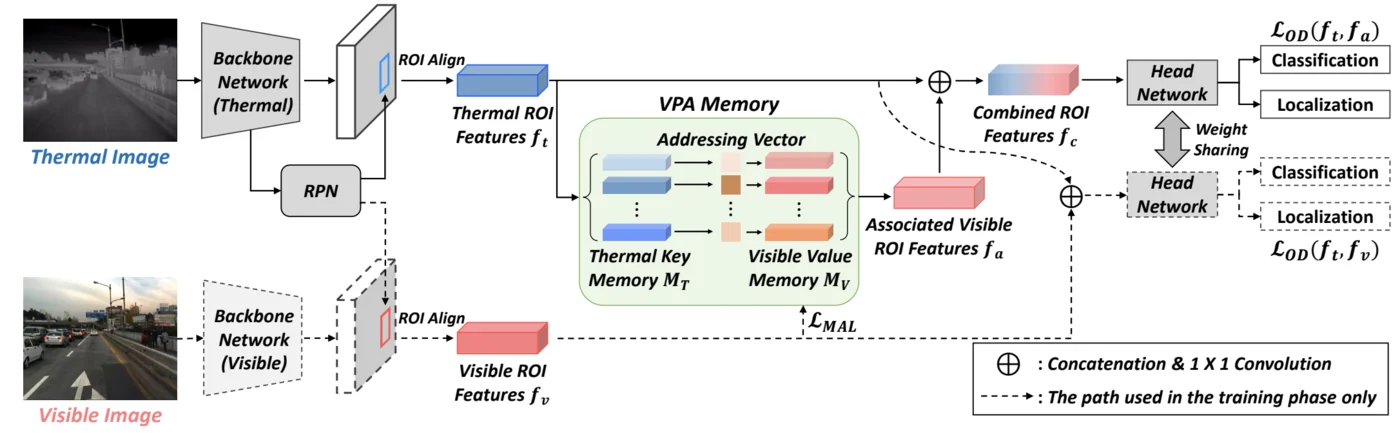 Thermal Image
Backbone
Network
(Thermal)
RPN
ROI Align
Thermal ROI
Features f_t
VPA Memory
Addressing Vector
Thermal Key
Memory M_T
Visible Value
Memory M_V
Associated Visible
ROI Features f_a
Combined ROI
Features f_c
Head
Network
ℒ_OD(f_t, f_a)
Classification
Localization
Weight
Sharing
Head
Network
Classification
Localization
ℒ_OD(f_t, f_v)
Visible Image
Backbone
Network
(Visible)
ROI Align
Visible ROI
Features f_v
ℒ_MAL
⊕ : Concatenation & 1 X 1 Convolution
: The path used in the training phase only